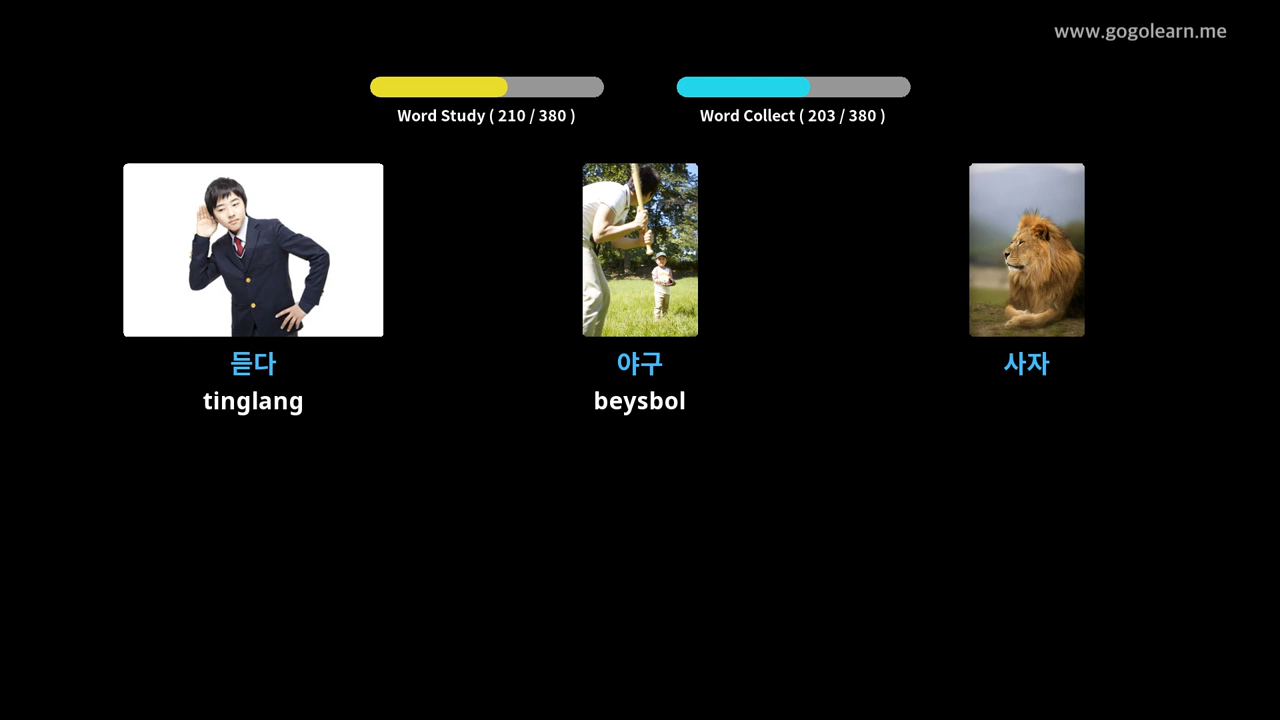 www.gogolearn.me
Word Study ( 210 / 380 )
Word Collect ( 203 / 380 )
듣다
야구
사자
tinglang
beysbol